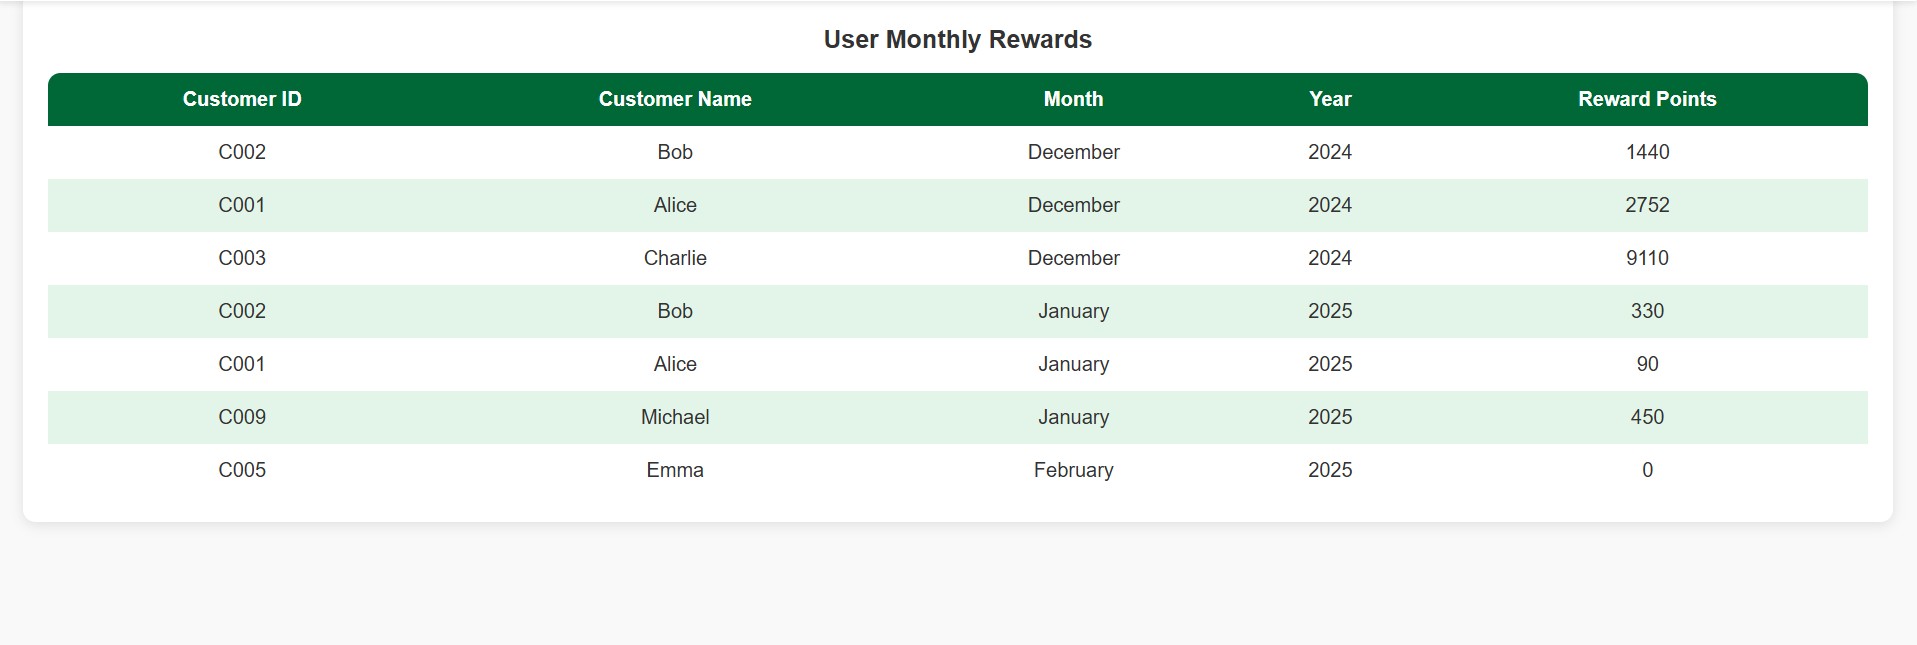 User Monthly Rewards
Customer ID Customer Name Month Year Reward Points
C002 Bob December 2024 1440
C001 Alice December 2024 2752
C003 Charlie December 2024 9110
C002 Bob January 2025 330
C001 Alice January 2025 90
C009 Michael January 2025 450
C005 Emma February 2025 0